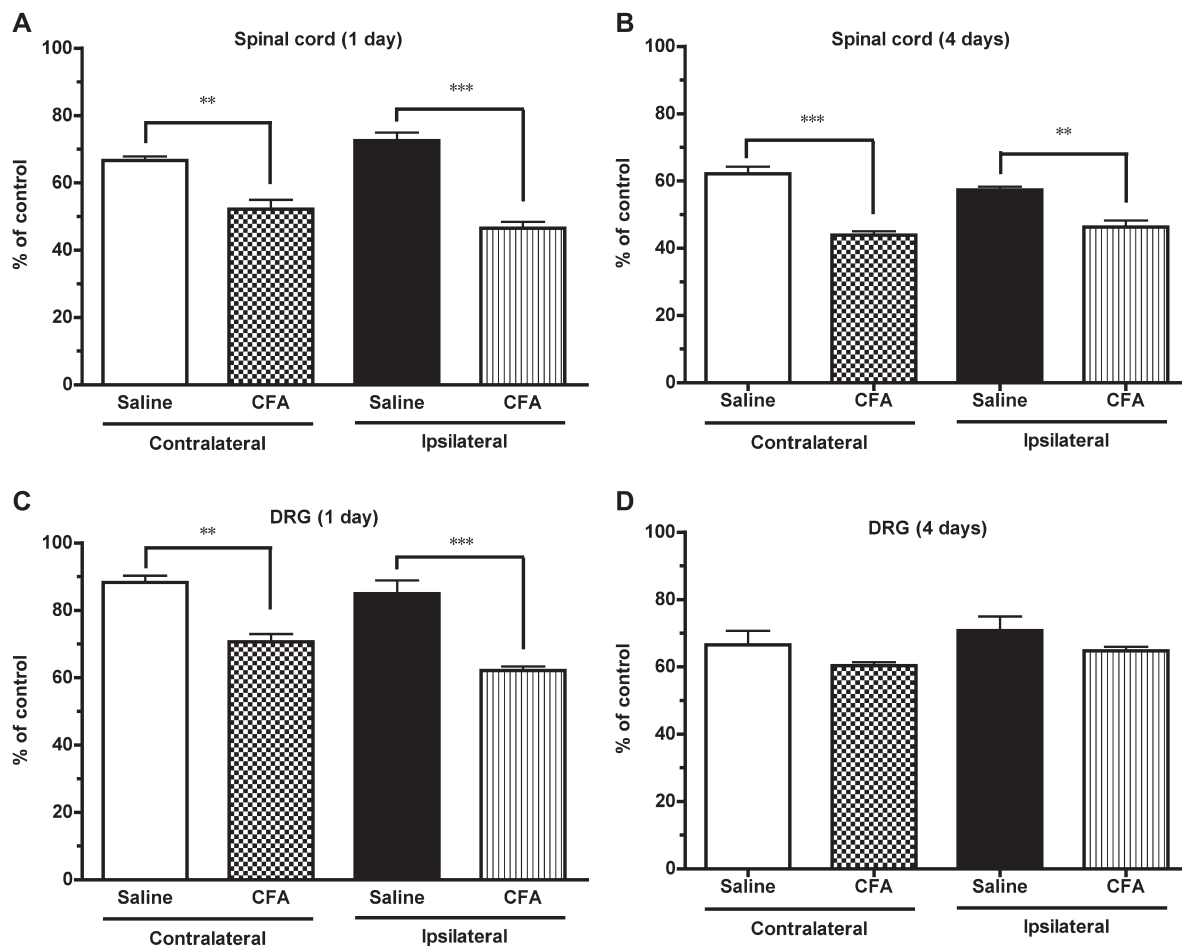 A
Spinal cord (1 day)
% of control
100
80
60
40
20
0
**
***
Saline CFA Saline CFA
Contralateral Ipsilateral
B
Spinal cord (4 days)
% of control
100
80
60
40
20
0
***
**
Saline CFA Saline CFA
Contralateral Ipsilateral
C
DRG (1 day)
% of control
100
80
60
40
20
0
**
***
Saline CFA Saline CFA
Contralateral Ipsilateral
D
DRG (4 days)
% of control
100
80
60
40
20
0
Saline CFA Saline CFA
Contralateral Ipsilateral